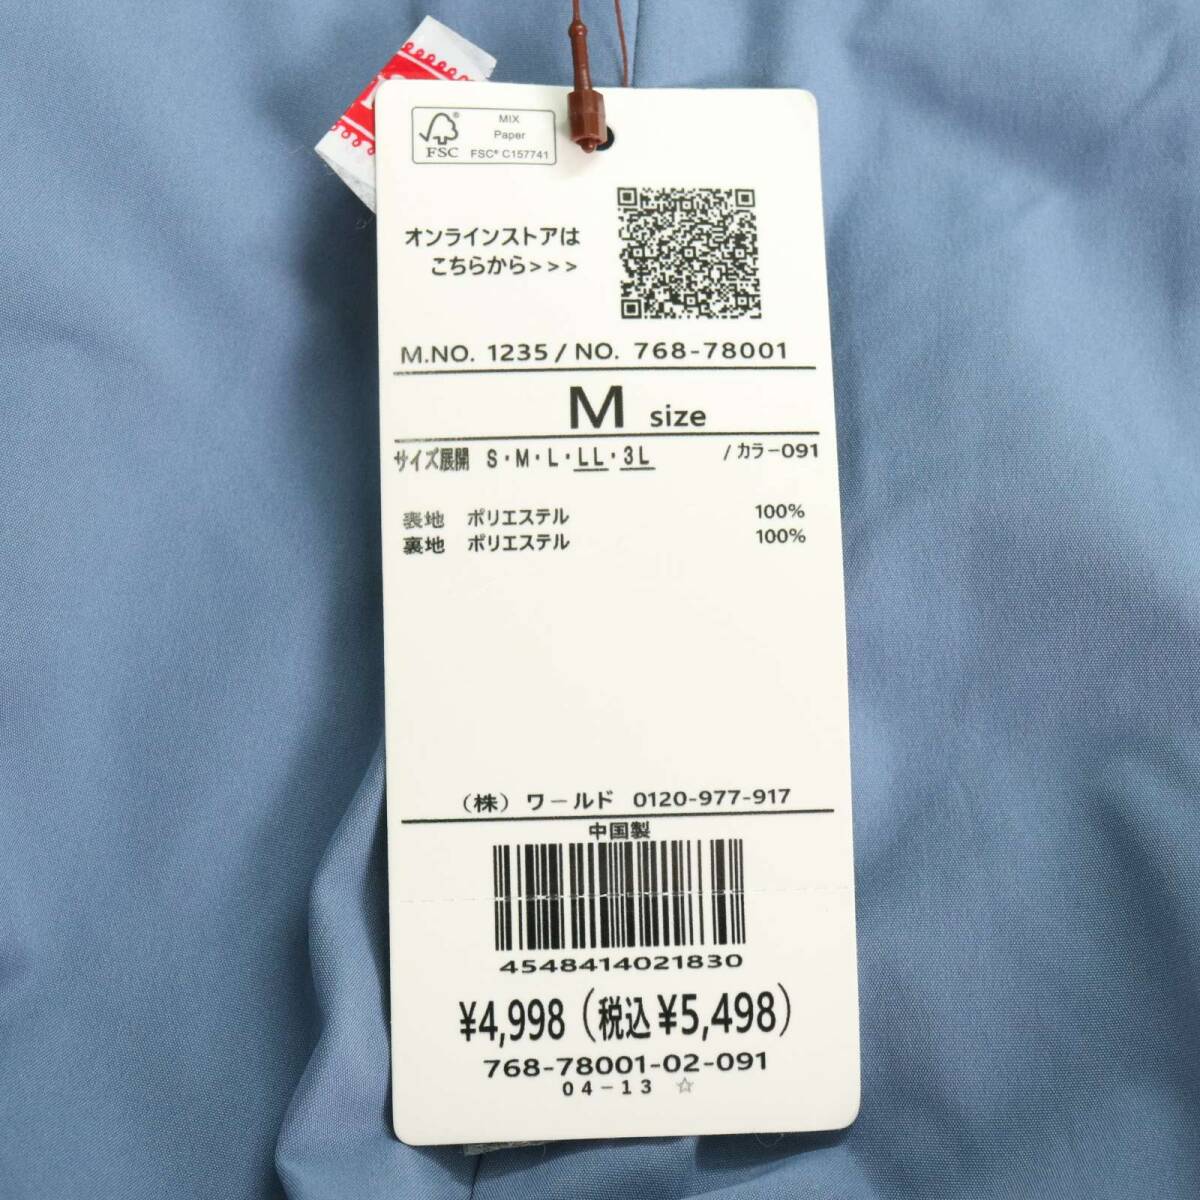 MIX
Paper
FSC® C157741
FSC
オンラインストアは
こちらから>>>
M.NO. 1235 / NO. 768-78001
M size
サイズ展開 S・M・L・LL・3L /カラー091
表地 ポリエステル 100%
裏地 ポリエステル 100%
(株) ワールド 0120-977-917
中国製
4548414021830
¥4,998(税込¥5,498)
768-78001-02-091
04-13 ☆